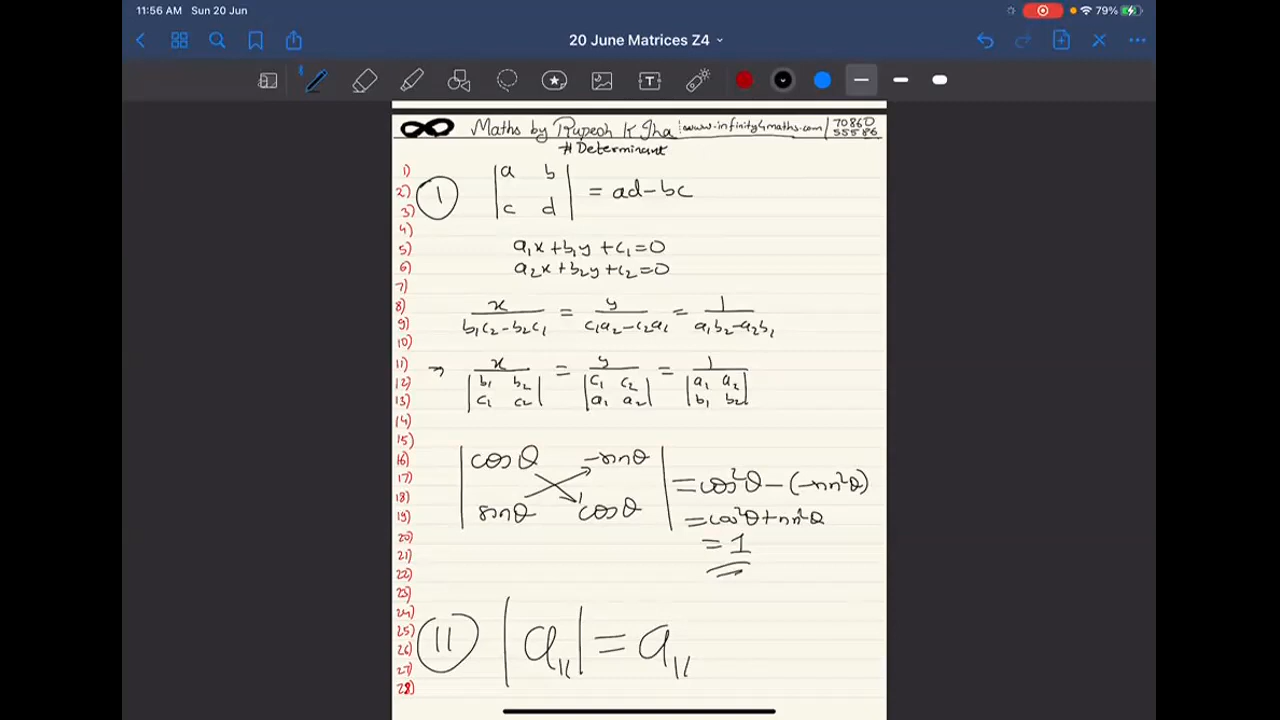 11:56 AM Sun 20 Jun 79%
20 June Matrices Z4
∞ Maths by Rupesh K Jha www.infinity4maths.com / 70860 55586
# Determinant
1)
2) ① |a b; c d| = ad-bc
3)
4)
5) a₁x+b₁y+c₁=0
6) a₂x+b₂y+c₂=0
7)
8) x/(b₁c₂-b₂c₁) = y/(c₁a₂-c₂a₁) = 1/(a₁b₂-a₂b₁)
9)
10)
11) → x/|b₁ b₂; c₁ c₂| = y/|c₁ c₂; a₁ a₂| = 1/|a₁ a₂; b₁ b₂|
12)
13)
14)
15)
16) |cosθ -sinθ; sinθ cosθ|
17) = cos²θ-(-sin²θ)
18)
19) = cos²θ+sin²θ
20) = 1
21)
22)
23)
24)
25) ⑪ |a₁₁| = a₁₁
26)
27)
28)